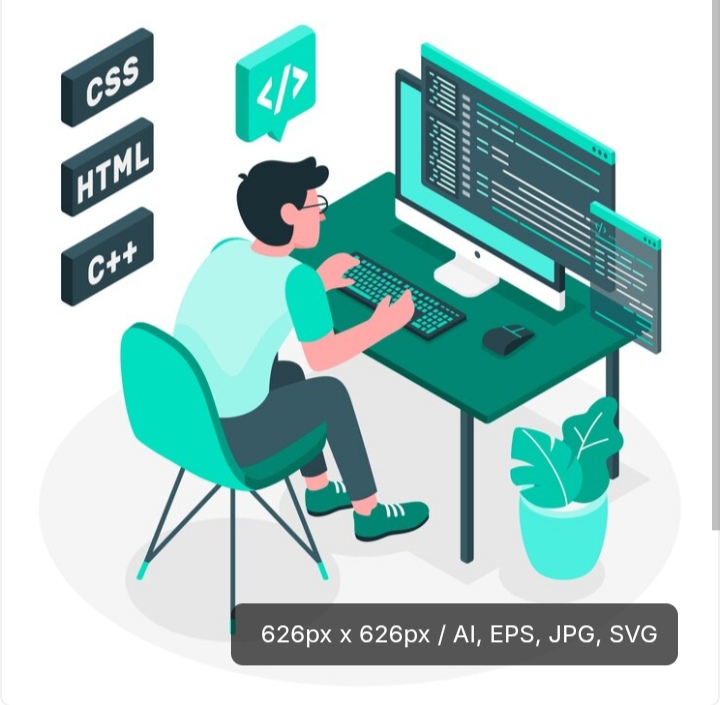 CSS
</>
HTML
</>
C++
626px x 626px / AI, EPS, JPG, SVG